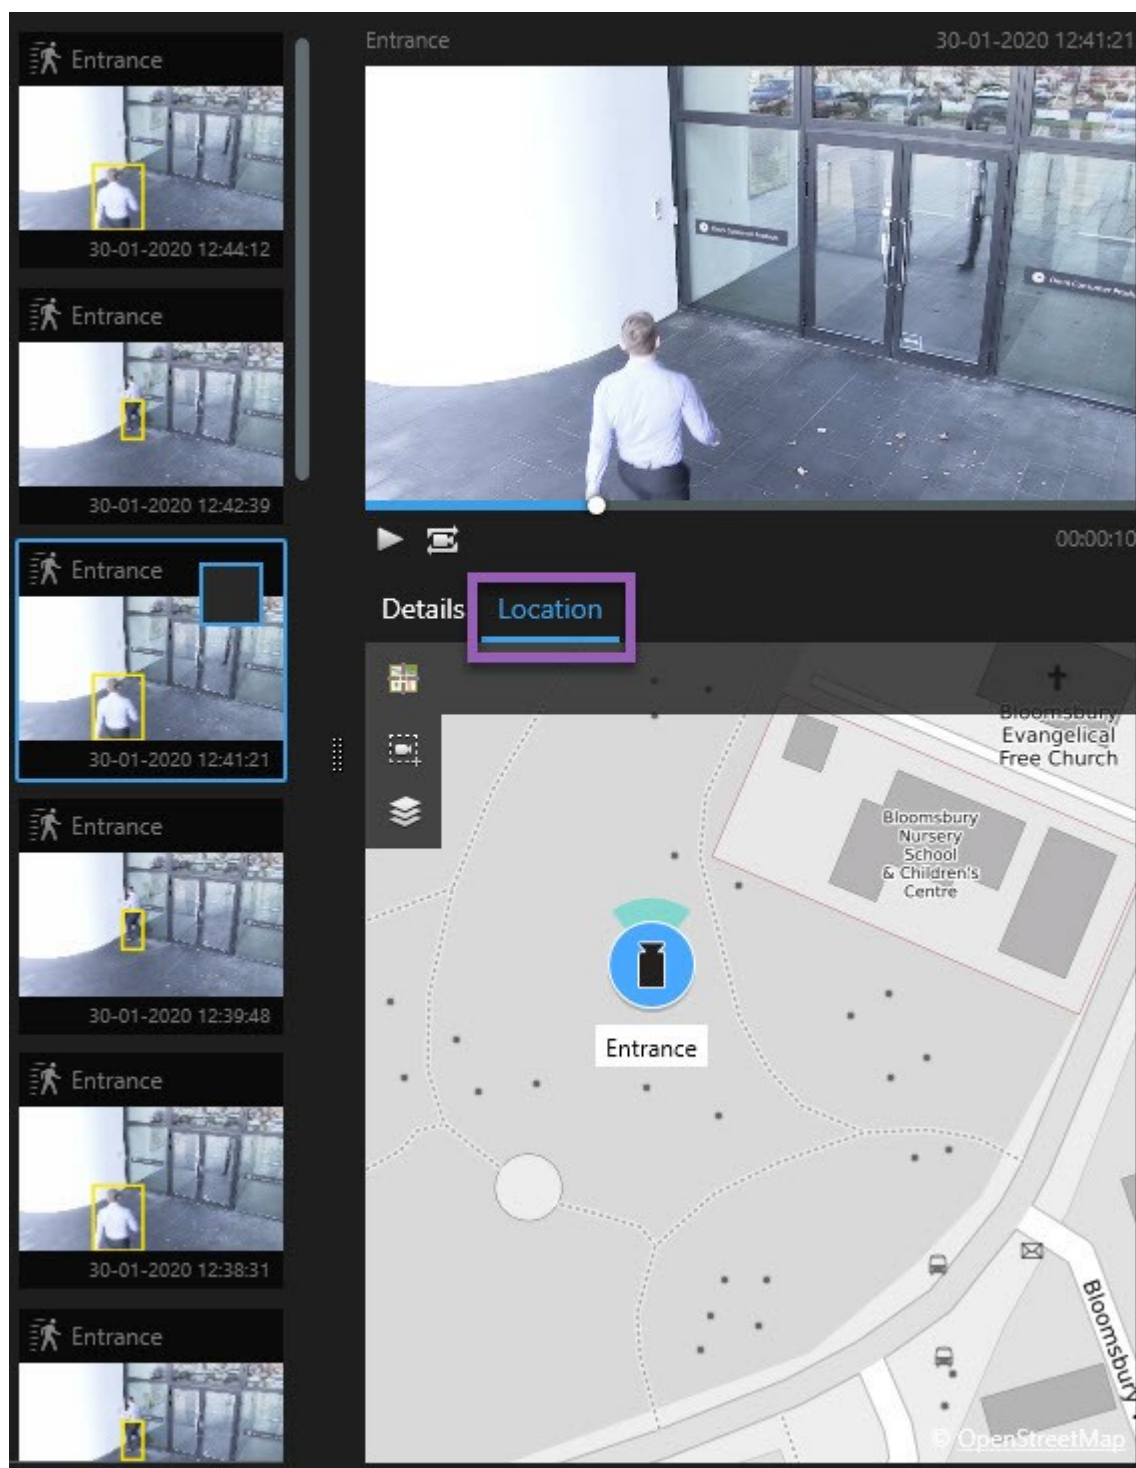 Entrance
30-01-2020 12:44:12
Entrance
30-01-2020 12:42:39
Entrance
30-01-2020 12:41:21
Entrance
30-01-2020 12:39:48
Entrance
30-01-2020 12:38:31
Entrance
Entrance
30-01-2020 12:41:21
00:00:10
Details
Location
Bloomsbury
Evangelical
Free Church
Bloomsbury
Nursery
School
& Children's
Centre
Entrance
Bloomsbury
© OpenStreetMap